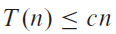 T(n) ≤ cn